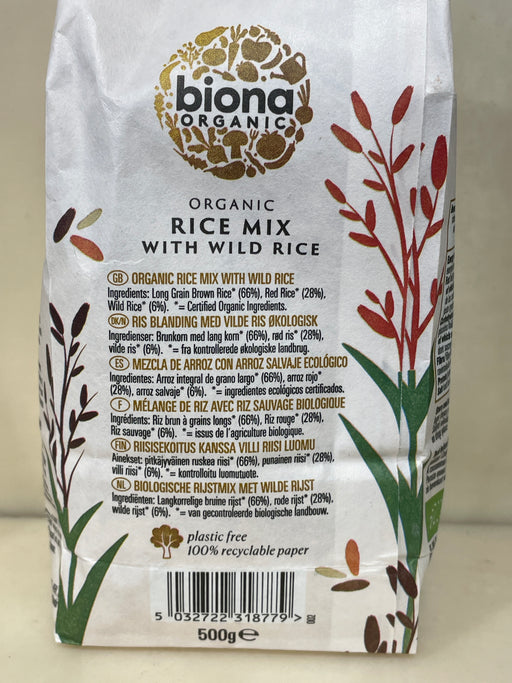 biona
ORGANIC
ORGANIC
RICE MIX
WITH WILD RICE
GB ORGANIC RICE MIX WITH WILD RICE
Ingredients: Long Grain Brown Rice* (66%), Red Rice* (28%),
Wild Rice* (6%). *= Certified Organic Ingredients.
DK/N RIS BLANDING MED VILDE RIS ØKOLOGISK
Ingredienser: Brunkorn med lang korn* (66%), rød ris* (28%),
vilde ris* (6%). *= fra kontrollerede økologiske landbrug.
ES MEZCLA DE ARROZ CON ARROZ SALVAJE ECOLÓGICO
Ingredientes: Arroz integral de grano largo* (66%), arroz rojo*
(28%), arroz salvaje* (6%). *= ingredientes ecológicos certificados.
F MÉLANGE DE RIZ AVEC RIZ SAUVAGE BIOLOGIQUE
Ingrédients: Riz brun à grains longs* (66%), Riz rouge* (28%),
Riz sauvage* (6%). *= issus de l'agriculture biologique.
FIN RIISISEKOITUS KANSSA VILLI RIISI LUOMU
Ainekset: pitkäjyväinen ruskea riisi* (66%), punainen riisi* (28%),
villi riisi* (6%). *= kontrolloitu luomutuote.
NL BIOLOGISCHE RIJSTMIX MET WILDE RIJST
Ingrediënten: Langkorrelige bruine rijst* (66%), rode rijst* (28%),
wilde rijst* (6%). *= van gecontroleerde biologische landbouw.
plastic free
100% recyclable paper
5 032722 318779 >
002
500g ℮